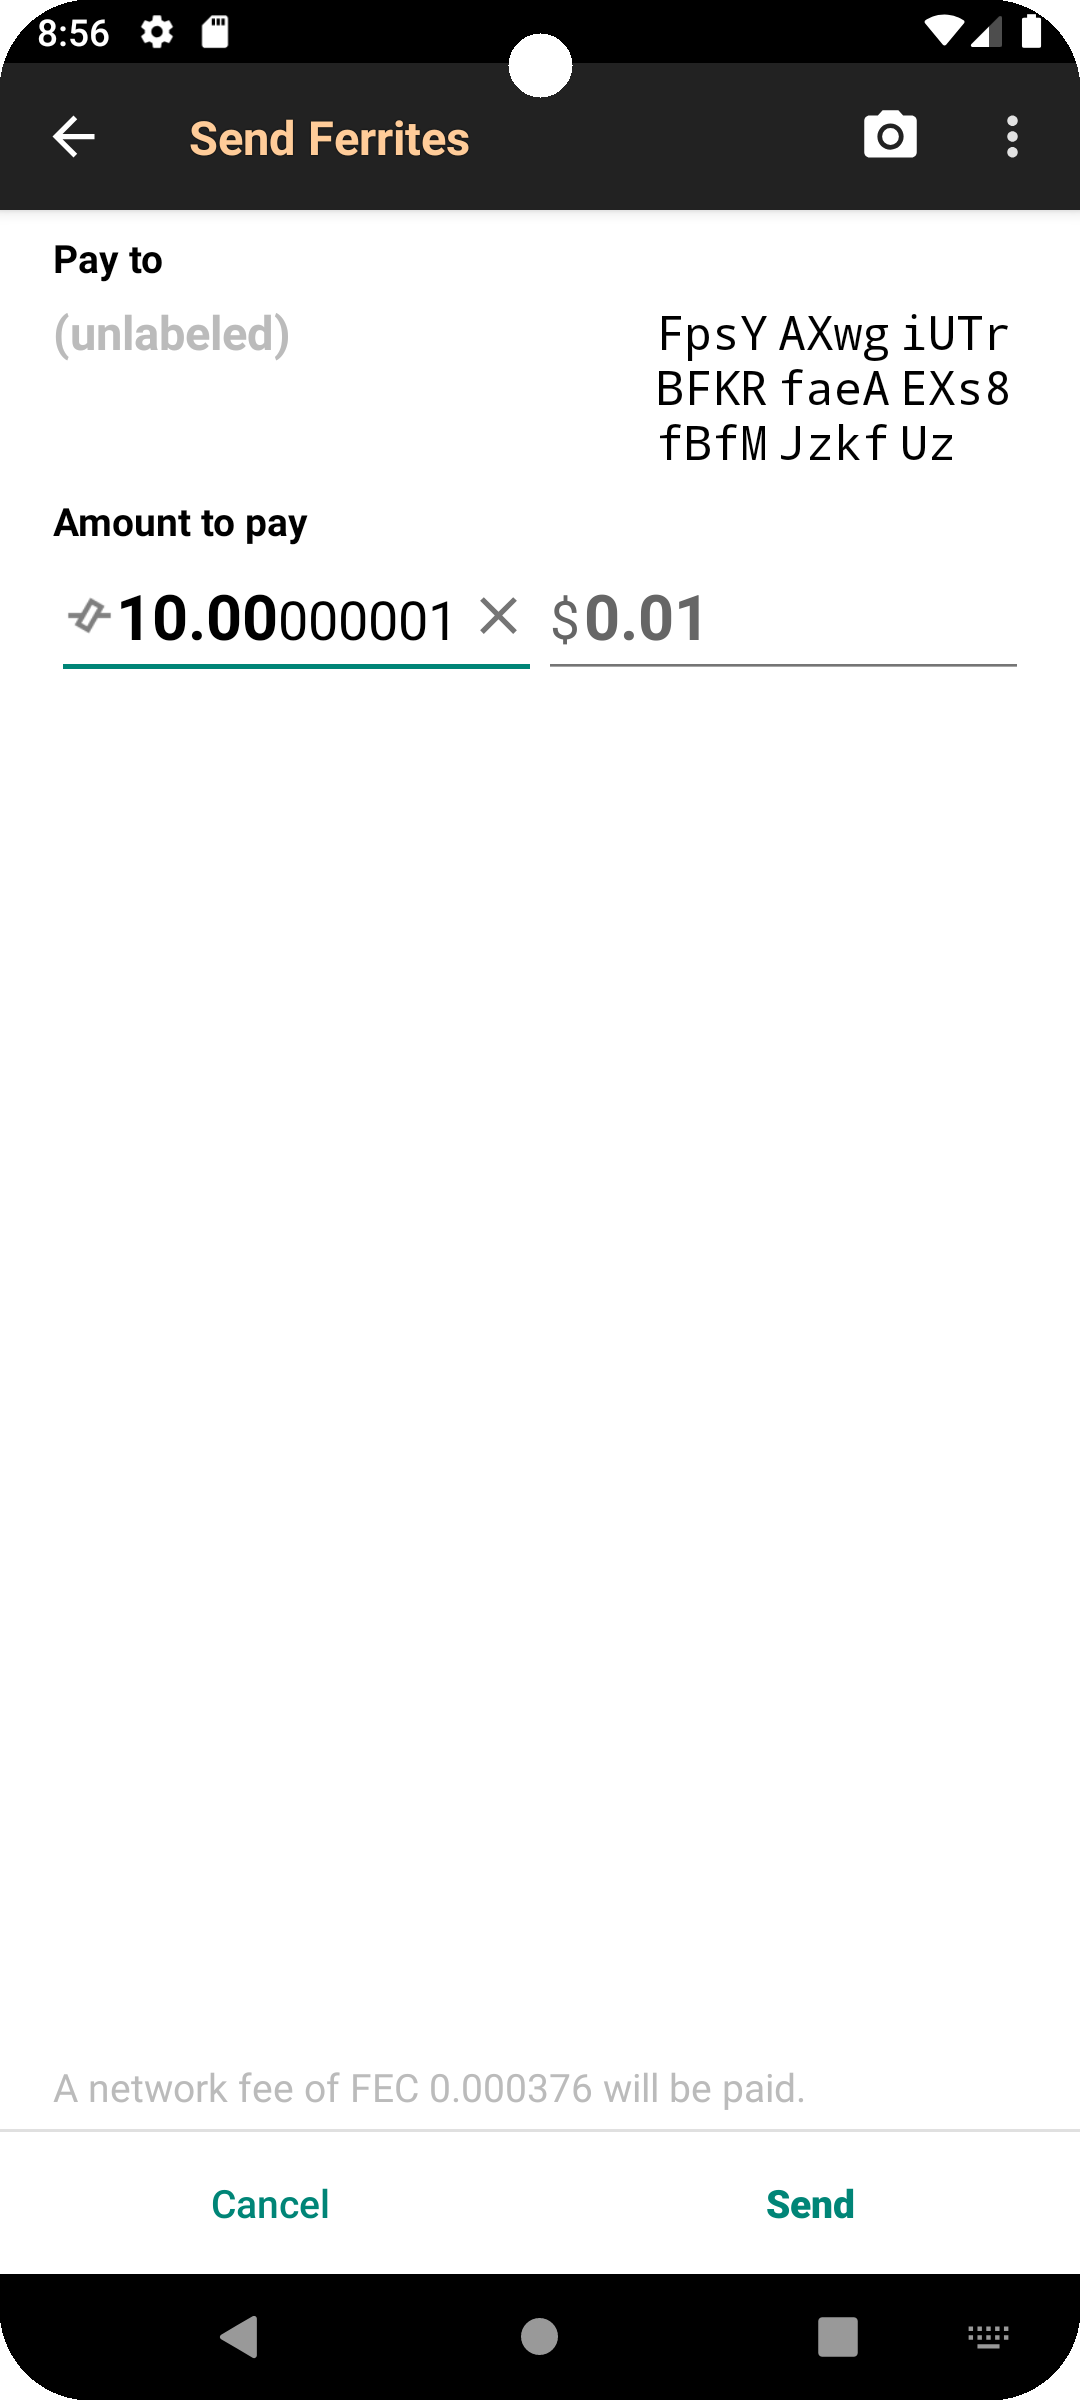 8:56
Send Ferrites
Pay to
(unlabeled)
FpsY AXwg iUTr
BFKR faeA EXs8
fBfM Jzkf Uz
Amount to pay
10.00000001 $0.01
A network fee of FEC 0.000376 will be paid.
Cancel Send